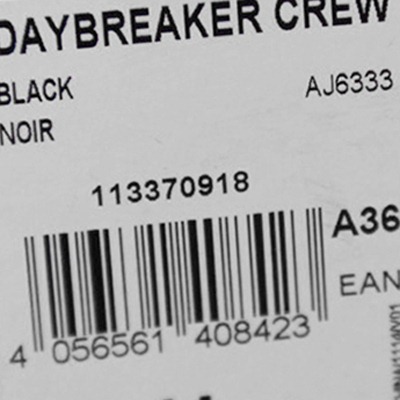 DAYBREAKER CREW
BLACK AJ6333
NOIR
113370918
A36
EAN
4 056561 408423